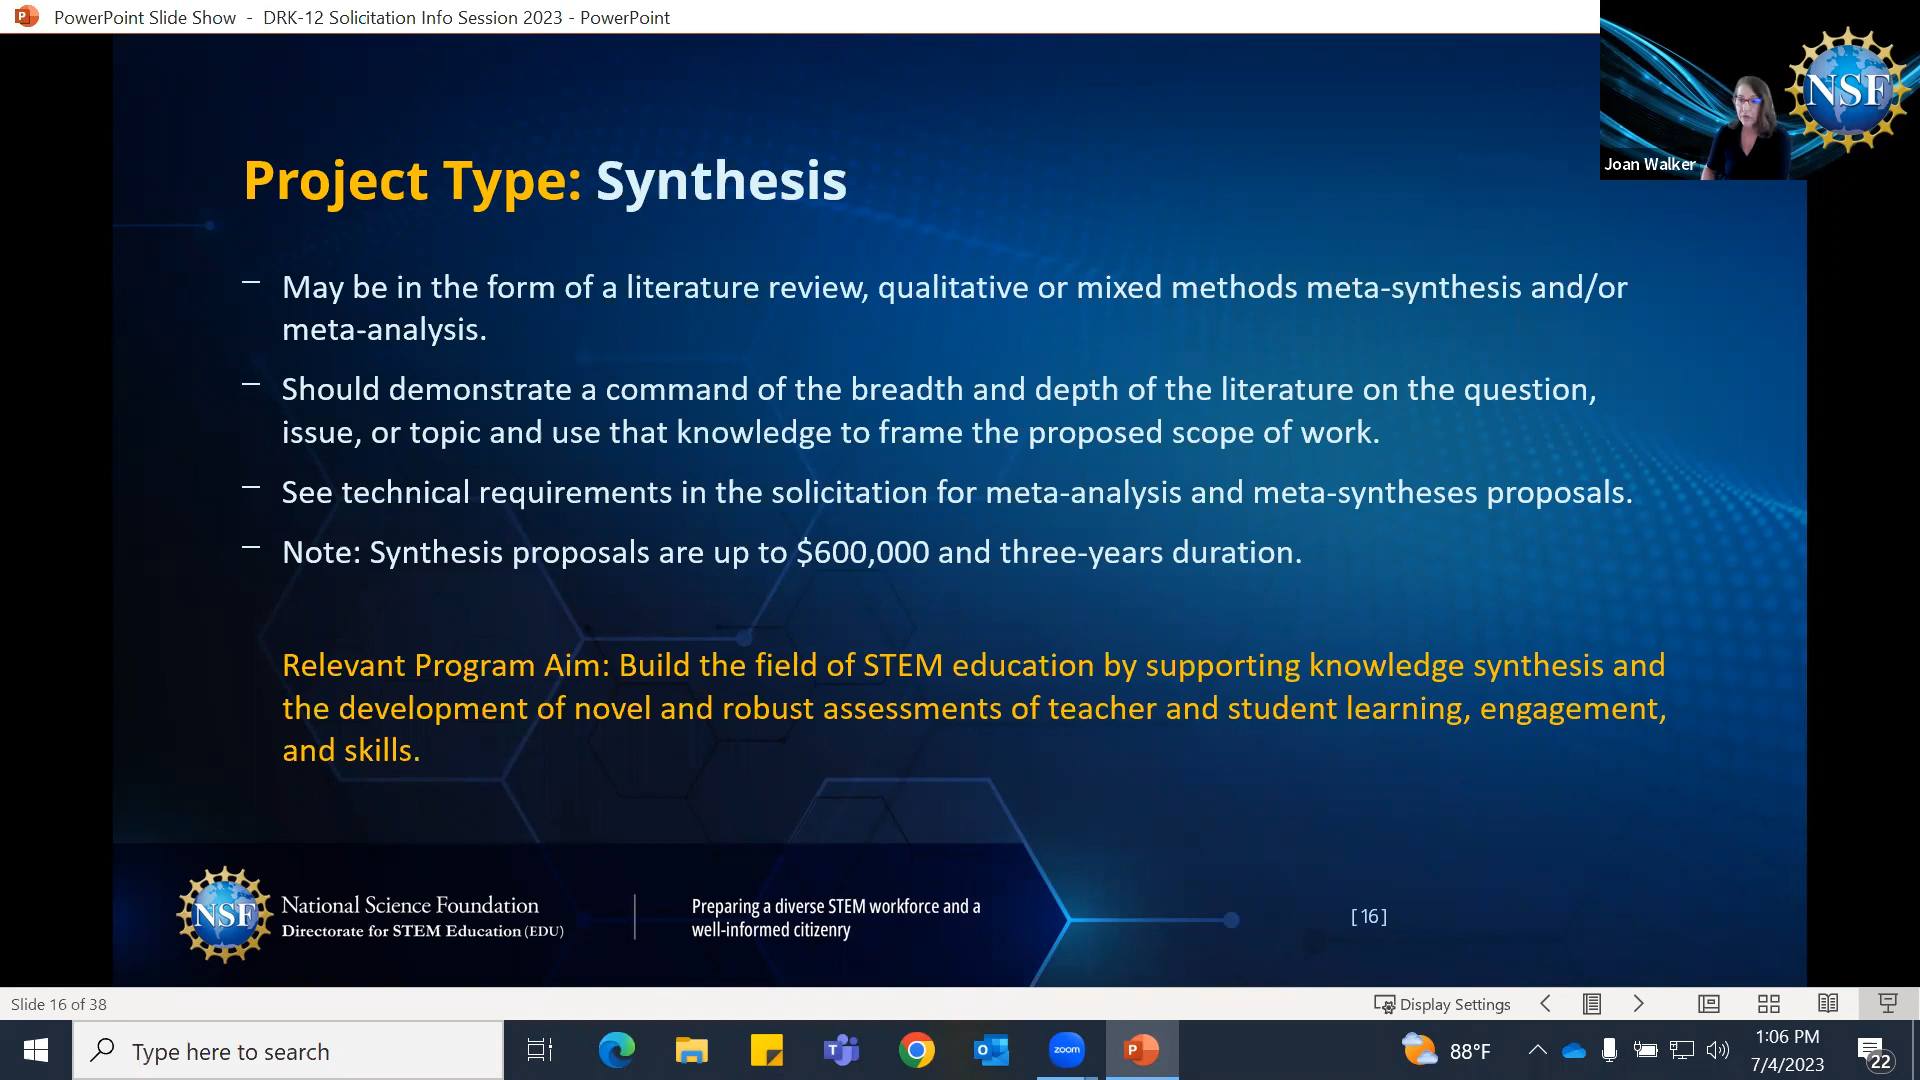 PowerPoint Slide Show - DRK-12 Solicitation Info Session 2023 - PowerPoint
NSF
Joan Walker
Project Type: Synthesis
– May be in the form of a literature review, qualitative or mixed methods meta-synthesis and/or
meta-analysis.
– Should demonstrate a command of the breadth and depth of the literature on the question,
issue, or topic and use that knowledge to frame the proposed scope of work.
– See technical requirements in the solicitation for meta-analysis and meta-syntheses proposals.
– Note: Synthesis proposals are up to $600,000 and three-years duration.
Relevant Program Aim: Build the field of STEM education by supporting knowledge synthesis and
the development of novel and robust assessments of teacher and student learning, engagement,
and skills.
NSF
National Science Foundation
Directorate for STEM Education (EDU)
Preparing a diverse STEM workforce and a
well-informed citizenry
[16]
Slide 16 of 38
Display Settings
Type here to search
zoom
88°F
1:06 PM
7/4/2023
22